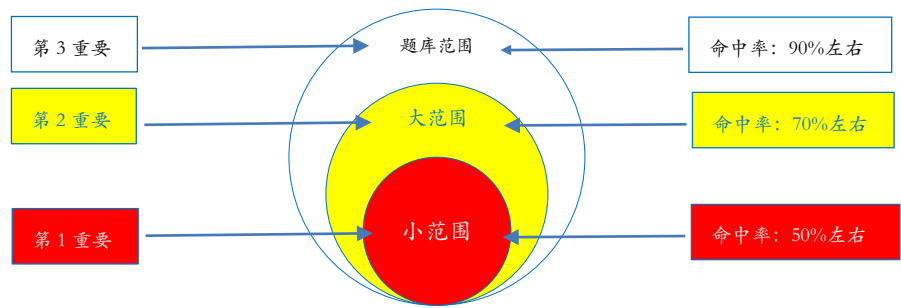 第 3 重要
题库范围
命中率：90%左右
第 2 重要
大范围
命中率：70%左右
第 1 重要
小范围
命中率：50%左右